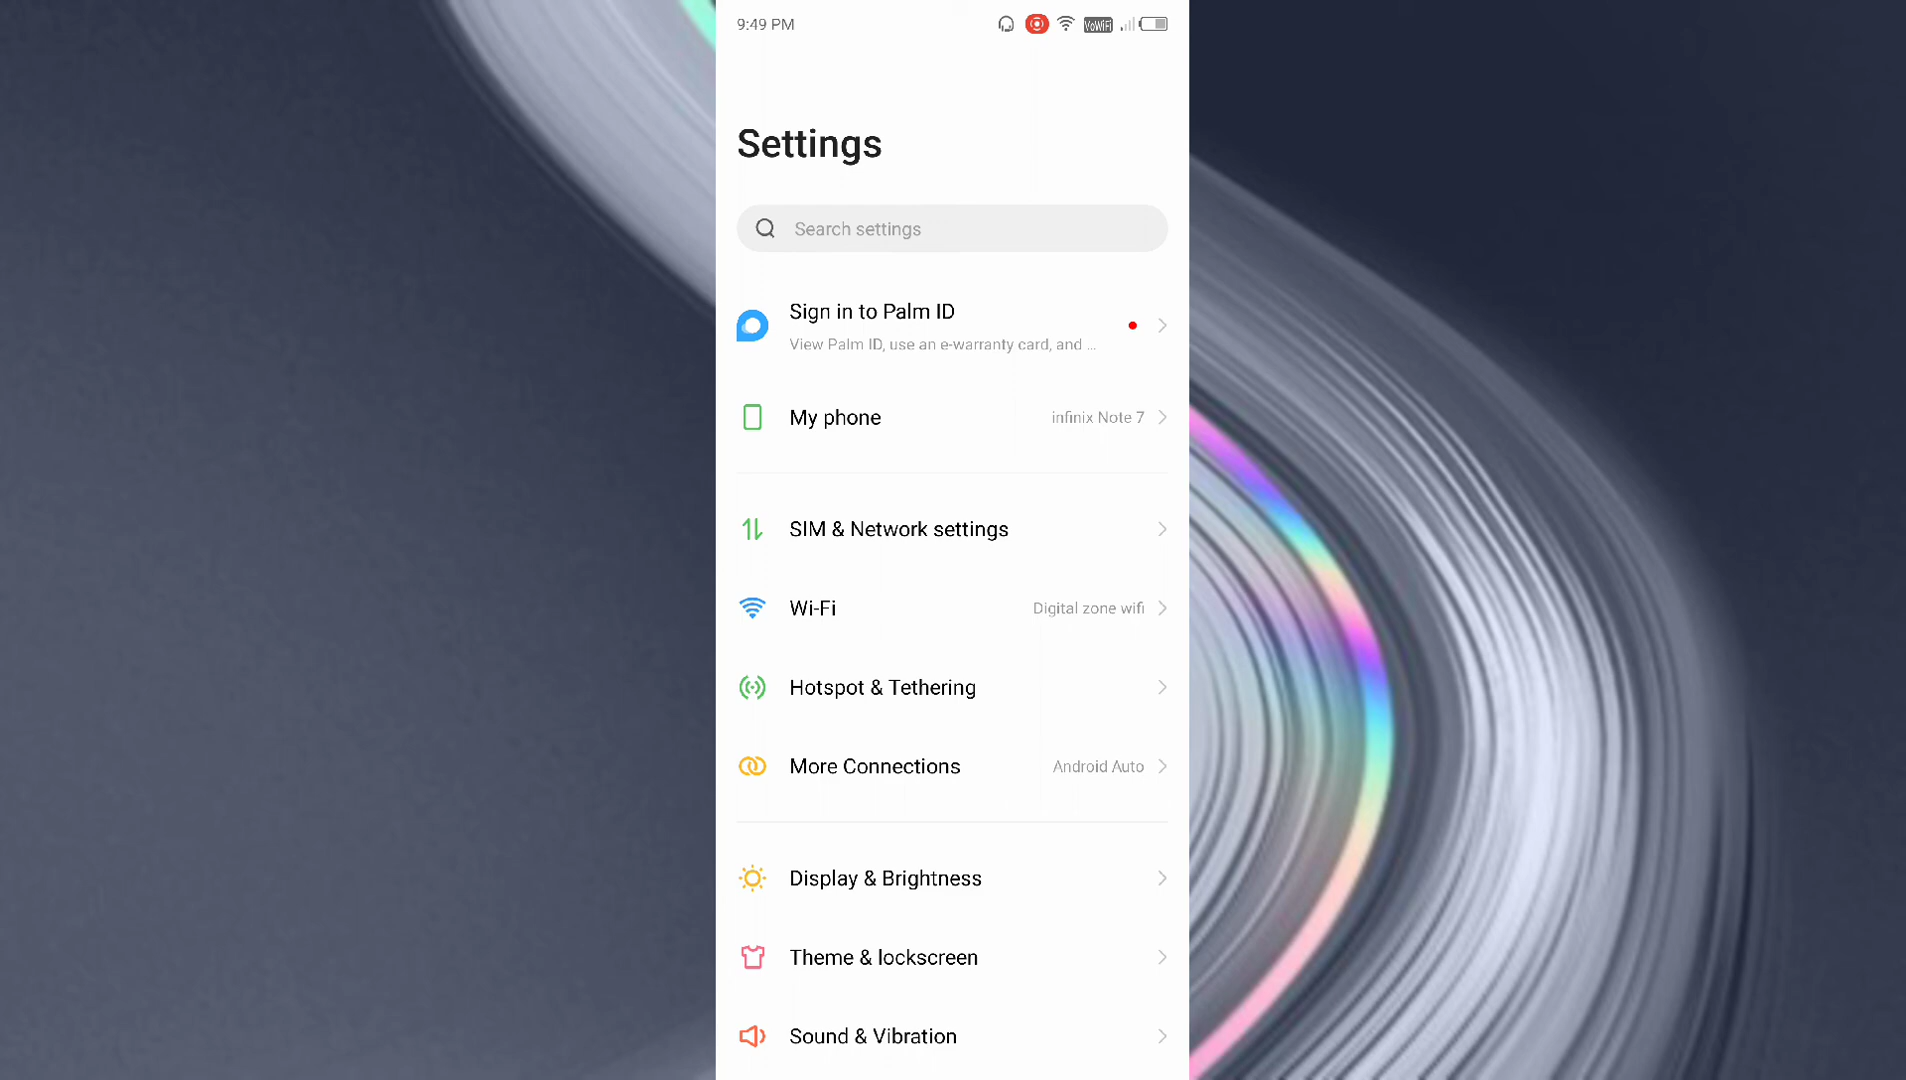 9:49 PM
VoWiFi
Settings
Search settings
Sign in to Palm ID
View Palm ID, use an e-warranty card, and ...
My phone
infinix Note 7
SIM & Network settings
Wi-Fi
Digital zone wifi
Hotspot & Tethering
More Connections
Android Auto
Display & Brightness
Theme & lockscreen
Sound & Vibration